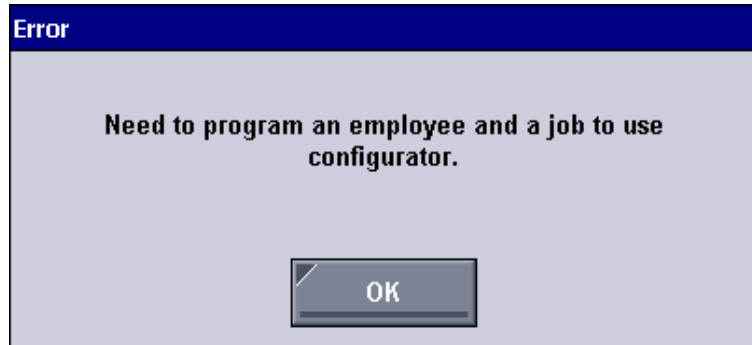 Error
Need to program an employee and a job to use
configurator.
OK